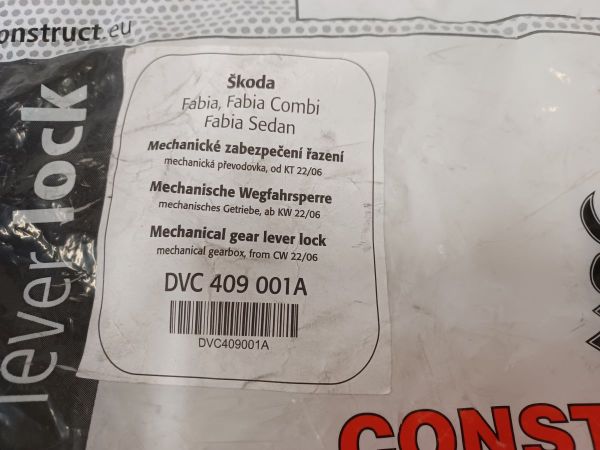 onstruct.eu
lever lock
Škoda
Fabia, Fabia Combi
Fabia Sedan
Mechanické zabezpečení řazení
mechanická převodovka, od KT 22/06
Mechanische Wegfahrsperre
mechanisches Getriebe, ab KW 22/06
Mechanical gear lever lock
mechanical gearbox, from CW 22/06
DVC 409 001A
DVC409001A
CONST